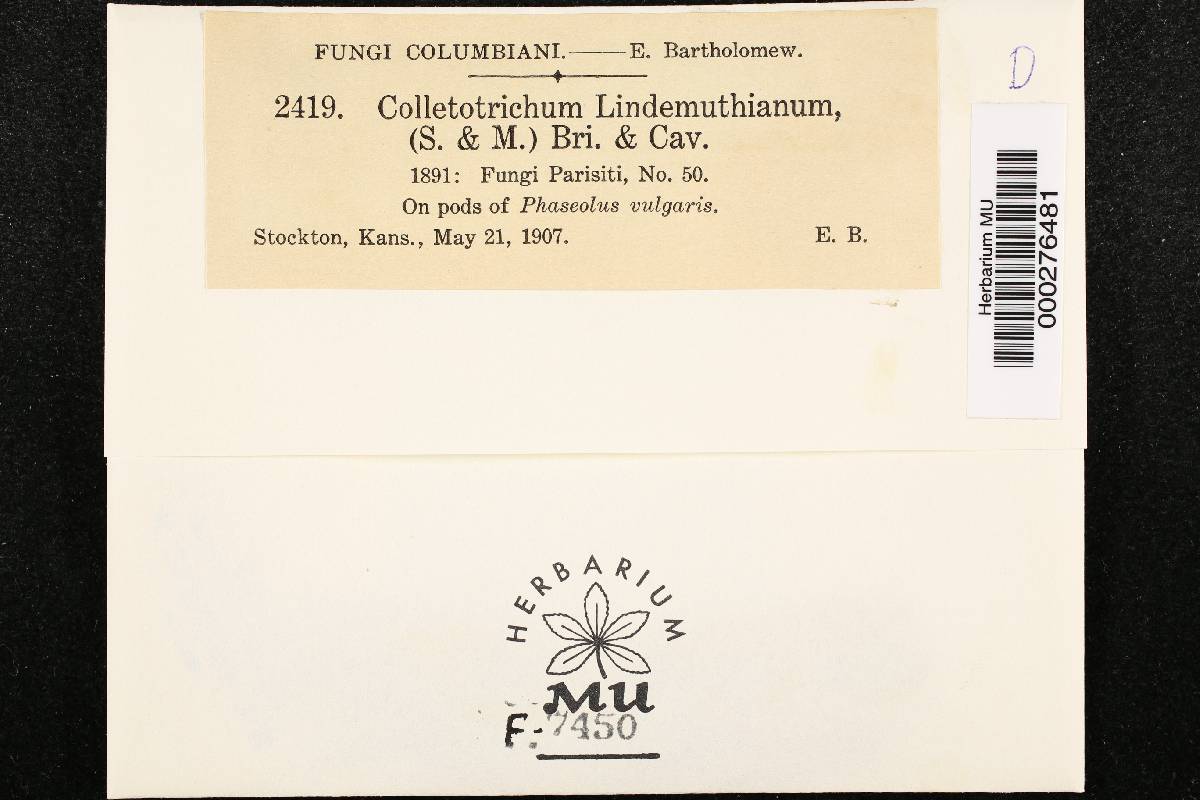 FUNGI COLUMBIANI.——E. Bartholomew.
2419. Colletotrichum Lindemuthianum,
(S. & M.) Bri. & Cav.
1891: Fungi Parisiti, No. 50.
On pods of Phaseolus vulgaris.
Stockton, Kans., May 21, 1907. E. B.
D
Herbarium MU
000276481
HERBARIUM
MU
F-7450